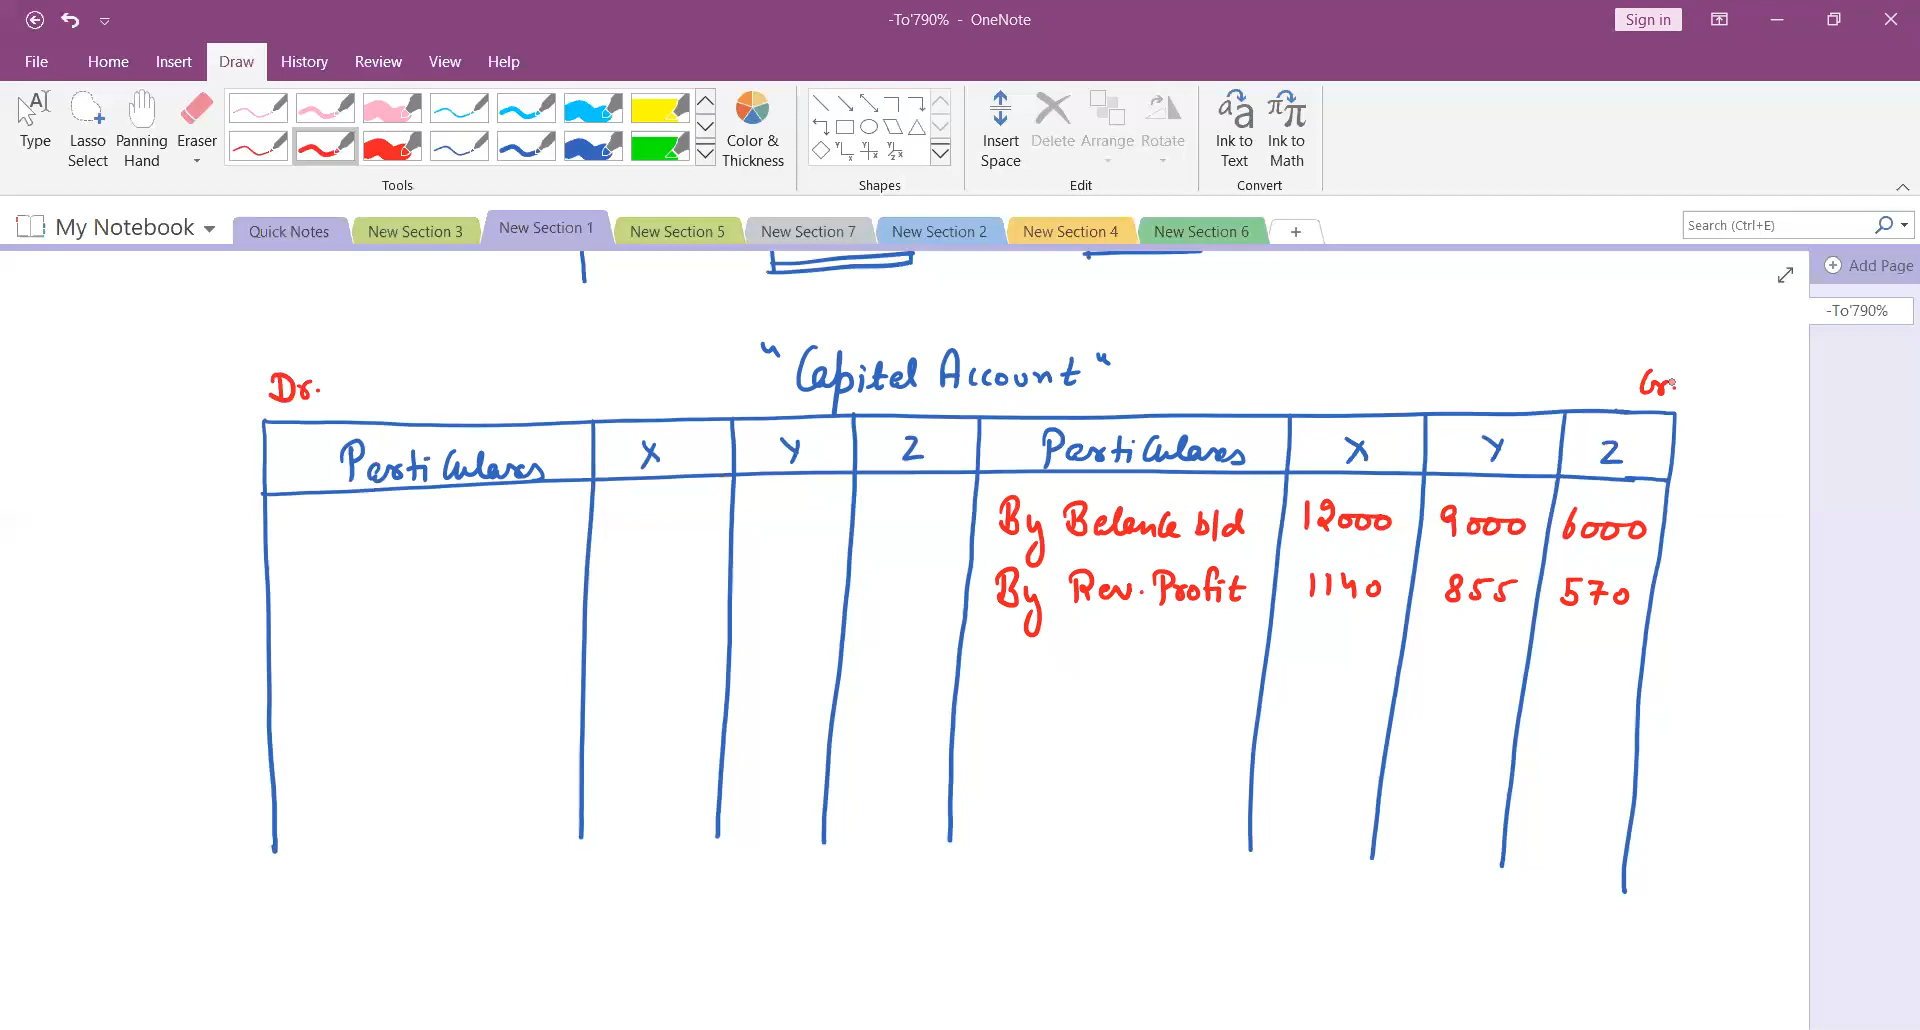 -To'790% - OneNote
Sign in
File Home Insert Draw History Review View Help
Type
Lasso Select
Panning Hand
Eraser
Color & Thickness
Insert Space
Delete
Arrange
Rotate
Ink to Text
Ink to Math
Tools
Shapes
Edit
Convert
My Notebook
Quick Notes
New Section 3
New Section 1
New Section 5
New Section 7
New Section 2
New Section 4
New Section 6
+
Search (Ctrl+E)
Add Page
-To'790%
"Capital Account"
Dr. Cr.
Particulars X Y Z Particulars X Y Z
By Balance b/d 12000 9000 6000
By Rev. Profit 1140 855 570